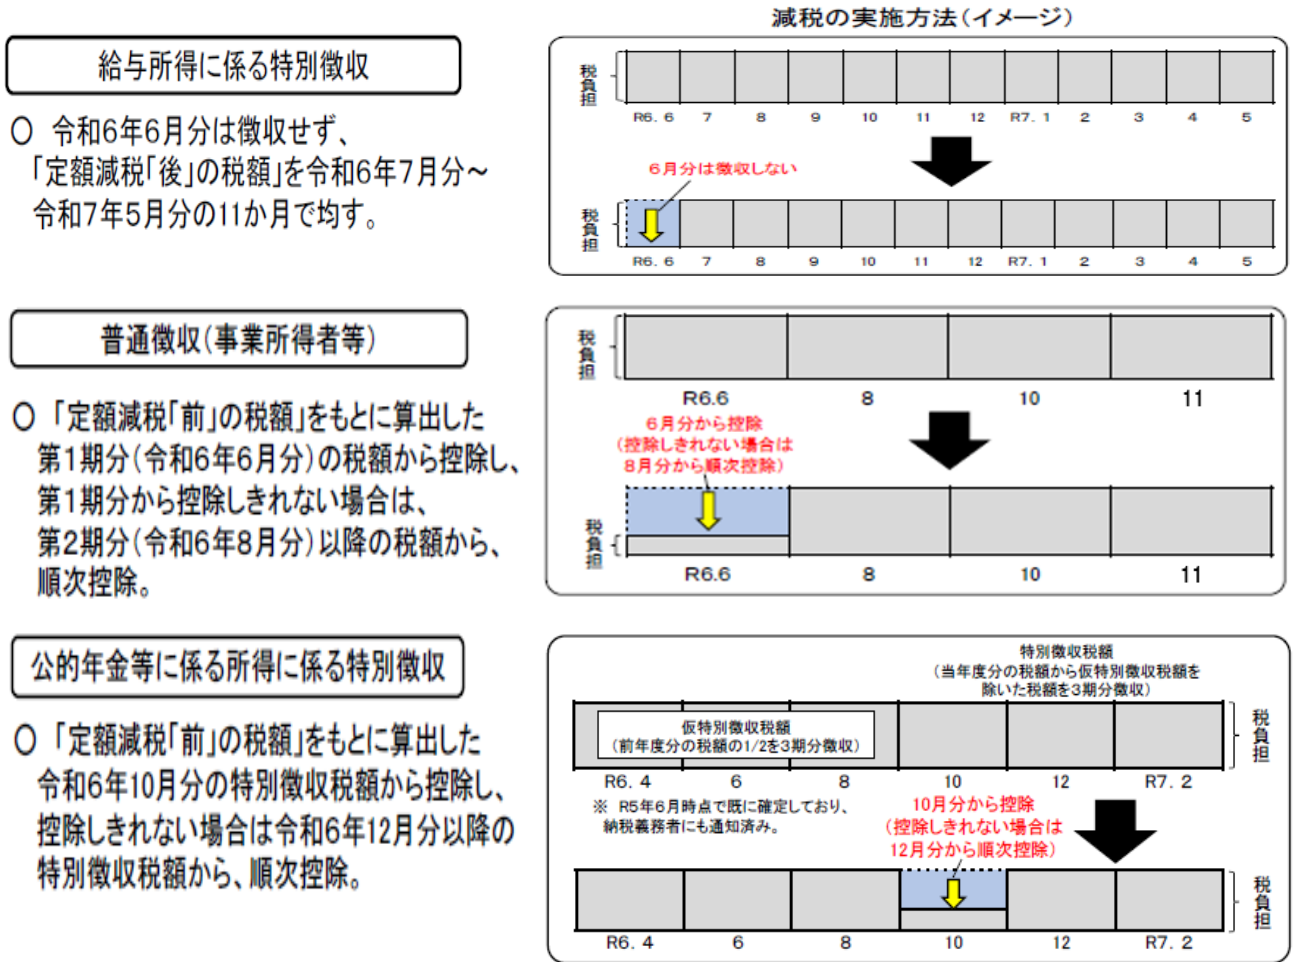 減税の実施方法(イメージ)
給与所得に係る特別徴収
○ 令和6年6月分は徴収せず、
「定額減税「後」の税額」を令和6年7月分～
令和7年5月分の11か月で均す。
税負担
R6. 6 7 8 9 10 11 12 R7. 1 2 3 4 5
6月分は徴収しない
税負担
R6. 6 7 8 9 10 11 12 R7. 1 2 3 4 5
普通徴収(事業所得者等)
○ 「定額減税「前」の税額」をもとに算出した
第1期分(令和6年6月分)の税額から控除し、
第1期分から控除しきれない場合は、
第2期分(令和6年8月分)以降の税額から、
順次控除。
税負担
R6.6 8 10 11
6月分から控除
(控除しきれない場合は
8月分から順次控除)
税負担
R6.6 8 10 11
公的年金等に係る所得に係る特別徴収
○ 「定額減税「前」の税額」をもとに算出した
令和6年10月分の特別徴収税額から控除し、
控除しきれない場合は令和6年12月分以降の
特別徴収税額から、順次控除。
特別徴収税額
(当年度分の税額から仮特別徴収税額を
除いた税額を3期分徴収)
仮特別徴収税額
(前年度分の税額の1/2を3期分徴収)
税負担
R6. 4 6 8 10 12 R7. 2
※ R5年6月時点で既に確定しており、
納税義務者にも通知済み。
10月分から控除
(控除しきれない場合は
12月分から順次控除)
税負担
R6. 4 6 8 10 12 R7. 2